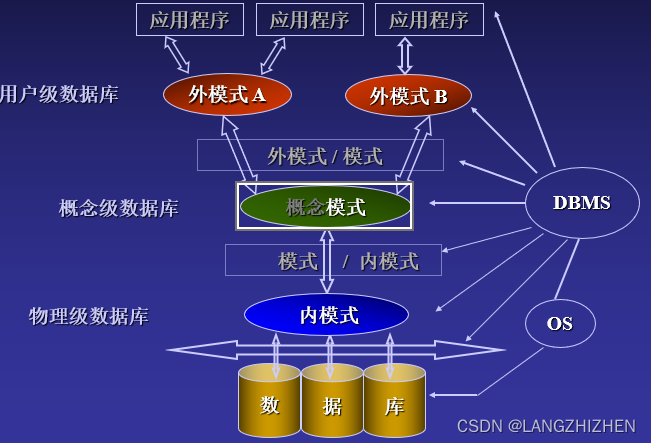 应用程序 应用程序 应用程序
用户级数据库 外模式 A 外模式 B
外模式 / 模式
DBMS
概念级数据库 概念模式
模式 / 内模式
物理级数据库 内模式 OS
数 据 库
CSDN @LANGZHIZHEN